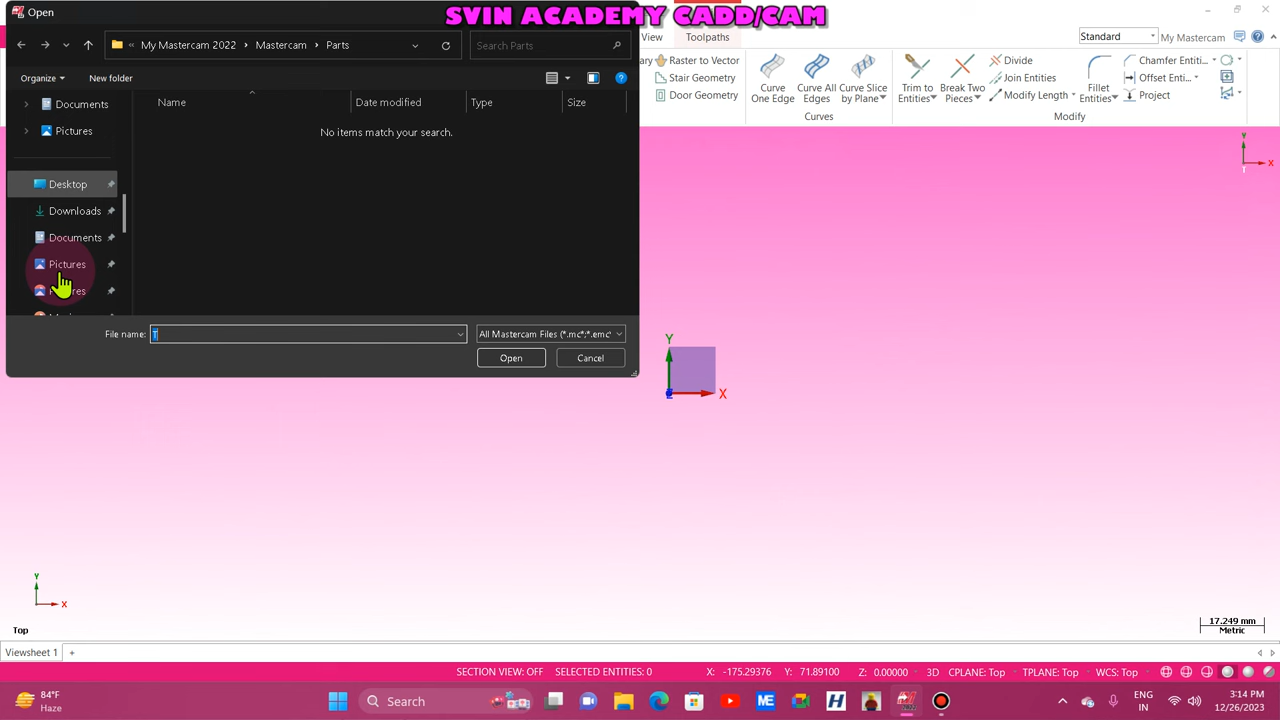 Open
SVIN ACADEMY CADD/CAM
« My Mastercam 2022 > Mastercam > Parts
Search Parts
View
Toolpaths
Standard
My Mastercam
Organize
New folder
Documents
Pictures
Desktop
Downloads
Documents
Pictures
Name
Date modified
Type
Size
No items match your search.
File name: T
All Mastercam Files (*.mc*;*.emc*
Open
Cancel
Raster to Vector
Stair Geometry
Door Geometry
Curve
One Edge
Curve All
Edges
Curve Slice
by Plane
Curves
Trim to
Entities
Break Two
Pieces
Divide
Join Entities
Modify Length
Fillet
Entities
Chamfer Entities
Offset Entit...
Project
Modify
Y
X
T
Y
X
Z
Y
X
Top
17.249 mm
Metric
Viewsheet 1
+
SECTION VIEW: OFF
SELECTED ENTITIES: 0
X: -175.29376
Y: 71.89100
Z: 0.00000
3D
CPLANE: Top
TPLANE: Top
WCS: Top
84°F
Haze
Search
ME
H
ENG
IN
3:14 PM
12/26/2023